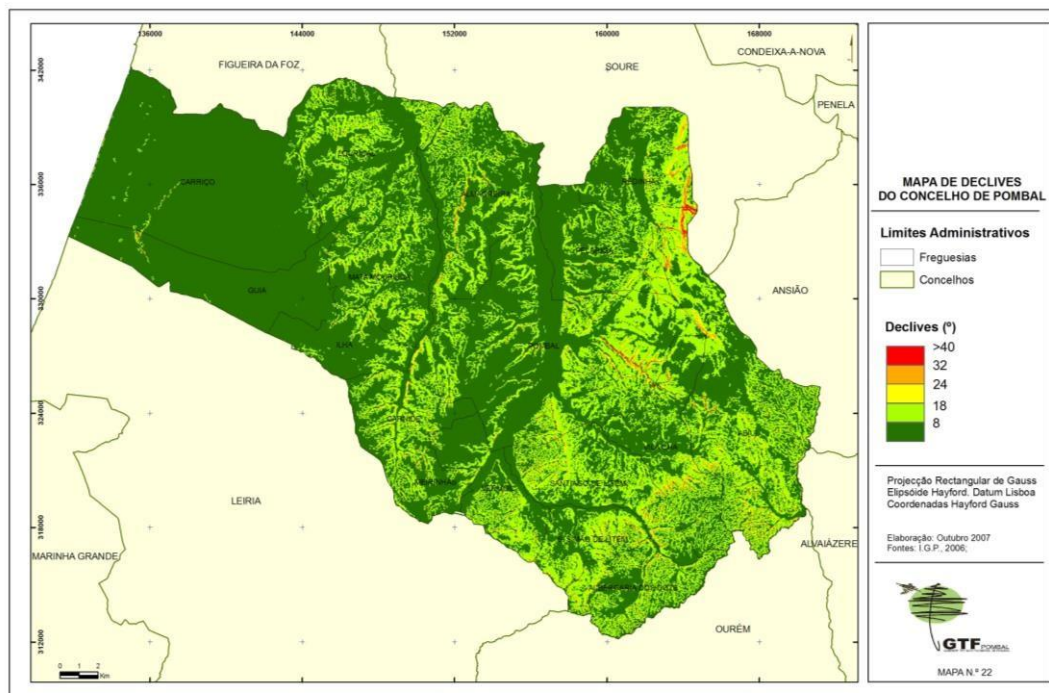 136000
144000
152000
160000
168000
CONDEIXA-A-NOVA
FIGUEIRA DA FOZ
SOURE
342000
PENELA
CARRIÇO
336000
330000
GUIA
ANSIÃO
ILHA
POMBAL
324000
SANTIAGO DE LITÉM
LEIRIA
318000
MARINHA GRANDE
ALVAIÁZERE
OURÉM
312000
0 1 2
Km
MAPA DE DECLIVES
DO CONCELHO DE POMBAL
Limites Administrativos
Freguesias
Concelhos
Declives (º)
>40
32
24
18
8
Projecção Rectangular de Gauss
Elipsóide Hayford. Datum Lisboa
Coordenadas Hayford Gauss
Elaboração: Outubro 2007
Fontes: I.G.P., 2006;
GTF POMBAL
MAPA N.º 22